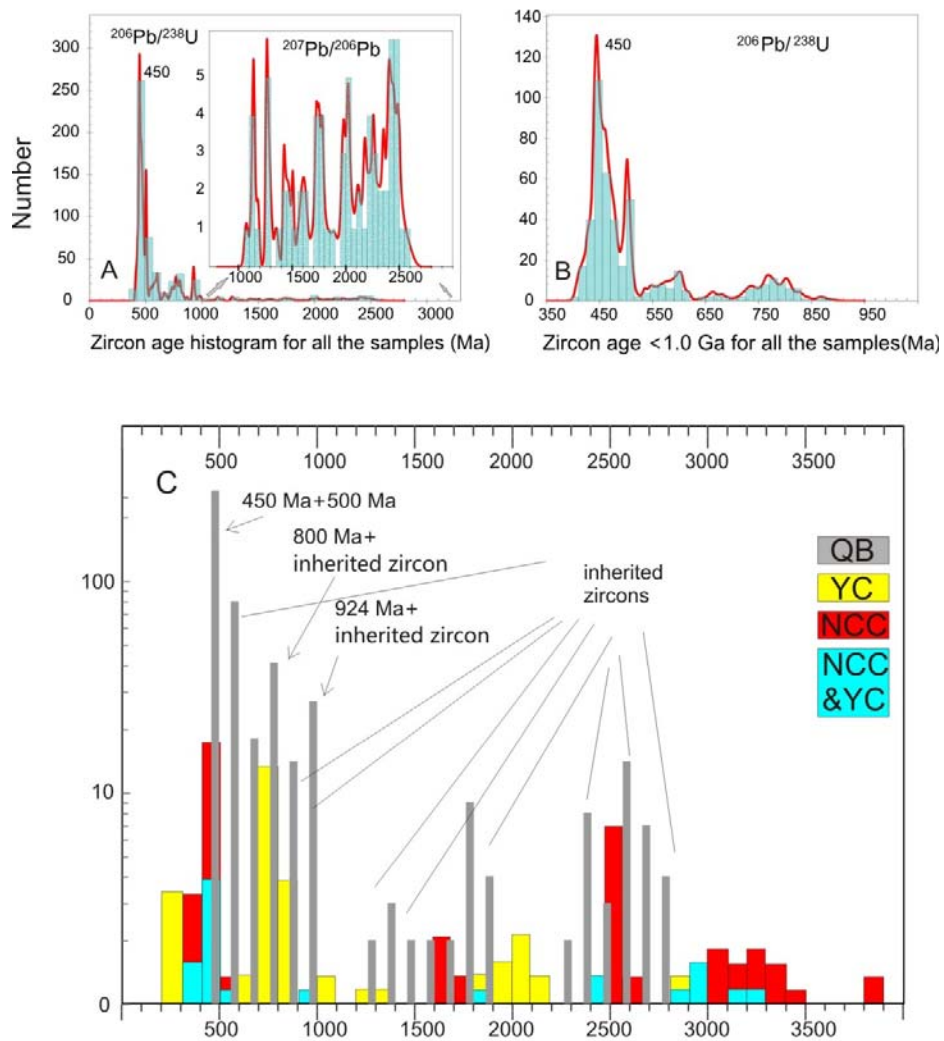 300
250
200
150
100
50
0
Number
206Pb/238U
450
207Pb/206Pb
5
4
3
2
1
1000 1500 2000 2500
A
0 500 1000 1500 2000 2500 3000
Zircon age histogram for all the samples (Ma)
140
120
100
80
60
40
20
0
450
206Pb/238U
B
350 450 550 650 750 850 950
Zircon age <1.0 Ga for all the samples(Ma)
500 1000 1500 2000 2500 3000 3500
C
450 Ma+500 Ma
800 Ma+
inherited zircon
924 Ma+
inherited zircon
inherited
zircons
QB
YC
NCC
NCC
&YC
100
10
0
500 1000 1500 2000 2500 3000 3500